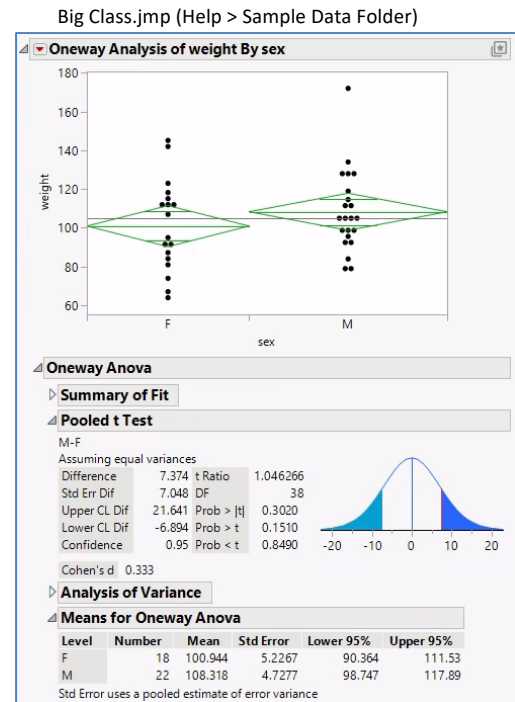 Big Class.jmp (Help > Sample Data Folder)
Oneway Analysis of weight By sex
180
160
140
120
100
80
60
weight
F M
sex
Oneway Anova
Summary of Fit
Pooled t Test
M-F
Assuming equal variances
Difference 7.374 t Ratio 1.046266
Std Err Dif 7.048 DF 38
Upper CL Dif 21.641 Prob > |t| 0.3020
Lower CL Dif -6.894 Prob > t 0.1510
Confidence 0.95 Prob < t 0.8490
-20 -10 0 10 20
Cohen's d 0.333
Analysis of Variance
Means for Oneway Anova
Level Number Mean Std Error Lower 95% Upper 95%
F 18 100.944 5.2267 90.364 111.53
M 22 108.318 4.7277 98.747 117.89
Std Error uses a pooled estimate of error variance